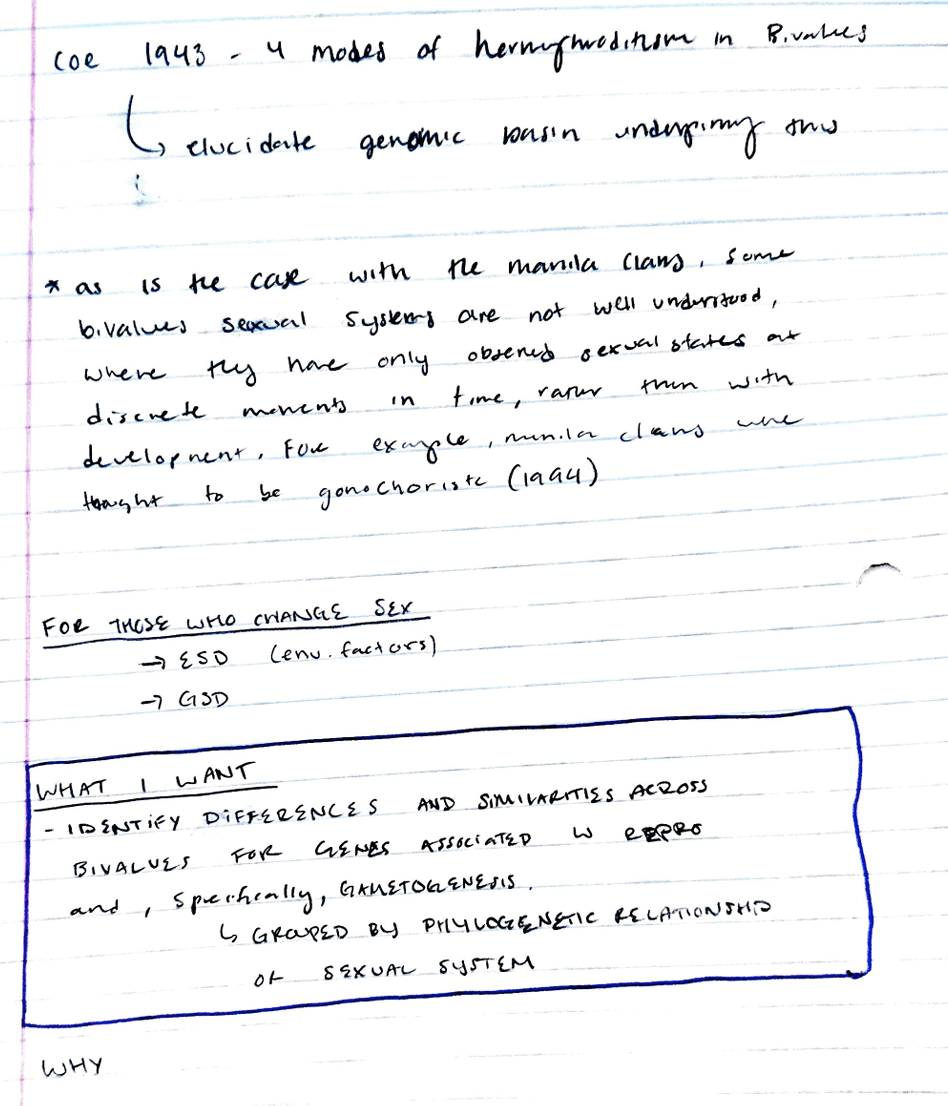 Coe 1943 - 4 modes of hermaphroditism in Bivalves
↳ elucidate genomic basin underpinning this
* as is the case with the manila clams, some
bivalves sexual systems are not well understood,
where they have only observed sexual states at
discrete moments in time, rather then with
development. For example, manila clams were
thought to be gonochoristc (1994)
FOR THOSE WHO CHANGE SEX
→ ESD (env. factors)
→ GSD
WHAT I WANT
- IDENTIFY DIFFERENCES AND SIMILARITIES ACROSS
BIVALVES FOR GENES ASSOCIATED W REPRO
and, specifically, GAMETOGENESIS.
↳ GROUPED BY PHYLOGENETIC RELATIONSHIP
OF SEXUAL SYSTEM
WHY